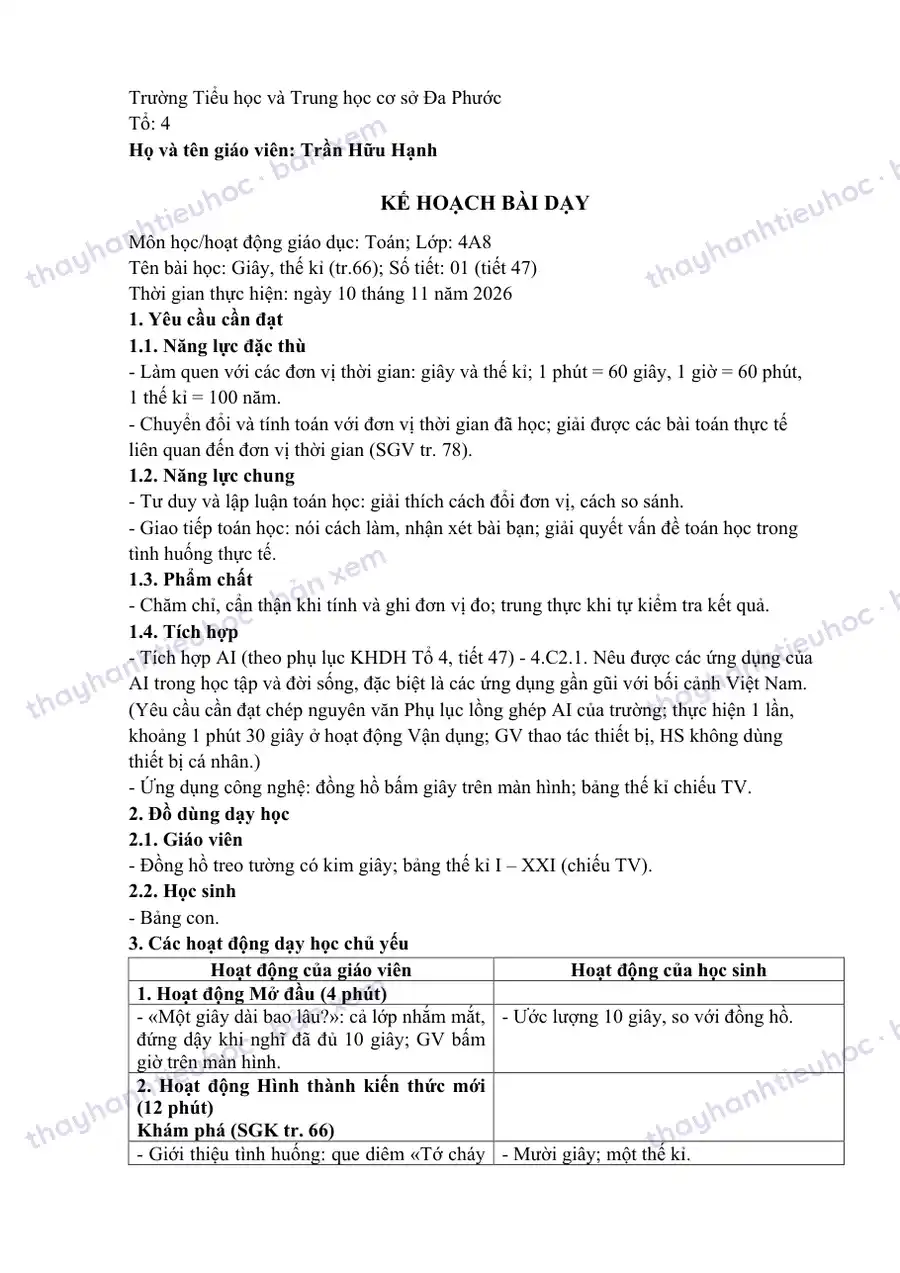 Trường Tiểu học và Trung học cơ sở Đa Phước
Tổ: 4
Họ và tên giáo viên: Trần Hữu Hạnh
KẾ HOẠCH BÀI DẠY
Môn học/hoạt động giáo dục: Toán; Lớp: 4A8
Tên bài học: Giây, thế kỉ (tr.66); Số tiết: 01 (tiết 47)
Thời gian thực hiện: ngày 10 tháng 11 năm 2026
1. Yêu cầu cần đạt
1.1. Năng lực đặc thù
- Làm quen với các đơn vị thời gian: giây và thế kỉ; 1 phút = 60 giây, 1 giờ = 60 phút,
1 thế kỉ = 100 năm.
- Chuyển đổi và tính toán với đơn vị thời gian đã học; giải được các bài toán thực tế
liên quan đến đơn vị thời gian (SGV tr. 78).
1.2. Năng lực chung
- Tư duy và lập luận toán học: giải thích cách đổi đơn vị, cách so sánh.
- Giao tiếp toán học: nói cách làm, nhận xét bài bạn; giải quyết vấn đề toán học trong
tình huống thực tế.
1.3. Phẩm chất
- Chăm chỉ, cẩn thận khi tính và ghi đơn vị đo; trung thực khi tự kiểm tra kết quả.
1.4. Tích hợp
- Tích hợp AI (theo phụ lục KHDH Tổ 4, tiết 47) - 4.C2.1. Nêu được các ứng dụng của
AI trong học tập và đời sống, đặc biệt là các ứng dụng gần gũi với bối cảnh Việt Nam.
(Yêu cầu cần đạt chép nguyên văn Phụ lục lồng ghép AI của trường; thực hiện 1 lần,
khoảng 1 phút 30 giây ở hoạt động Vận dụng; GV thao tác thiết bị, HS không dùng
thiết bị cá nhân.)
- Ứng dụng công nghệ: đồng hồ bấm giây trên màn hình; bảng thế kỉ chiếu TV.
2. Đồ dùng dạy học
2.1. Giáo viên
- Đồng hồ treo tường có kim giây; bảng thế kỉ I – XXI (chiếu TV).
2.2. Học sinh
- Bảng con.
3. Các hoạt động dạy học chủ yếu
Hoạt động của giáo viên
Hoạt động của học sinh
1. Hoạt động Mở đầu (4 phút)
- «Một giây dài bao lâu?»: cả lớp nhắm mắt,
đứng dậy khi nghĩ đã đủ 10 giây; GV bấm
giờ trên màn hình.
- Ước lượng 10 giây, so với đồng hồ.
2. Hoạt động Hình thành kiến thức mới
(12 phút)
Khám phá (SGK tr. 66)
- Giới thiệu tình huống: que diêm «Tớ cháy
- Mười giây; một thế kỉ.
thayhanhtieuhoc · bản xem
thayhanhtieuhoc · b
thayhanhtieuhoc · bản xem
thayhanhtieuhoc · b
thayhanhtieuhoc · bản xem
thayhanhtieuhoc · b